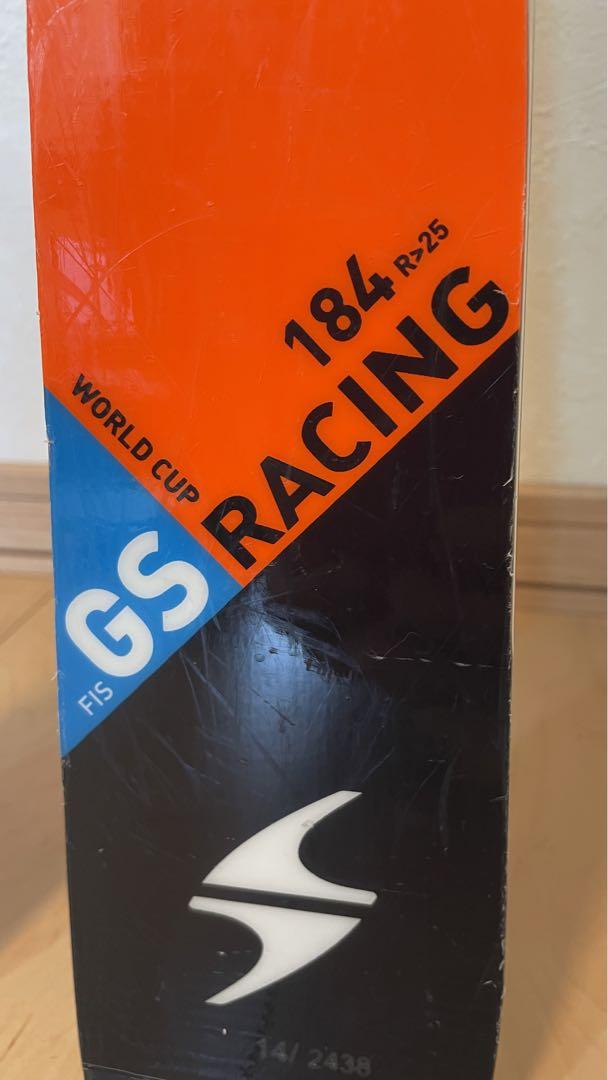 184 R>25
RACING
WORLD CUP
GS
FIS
14/ 2438